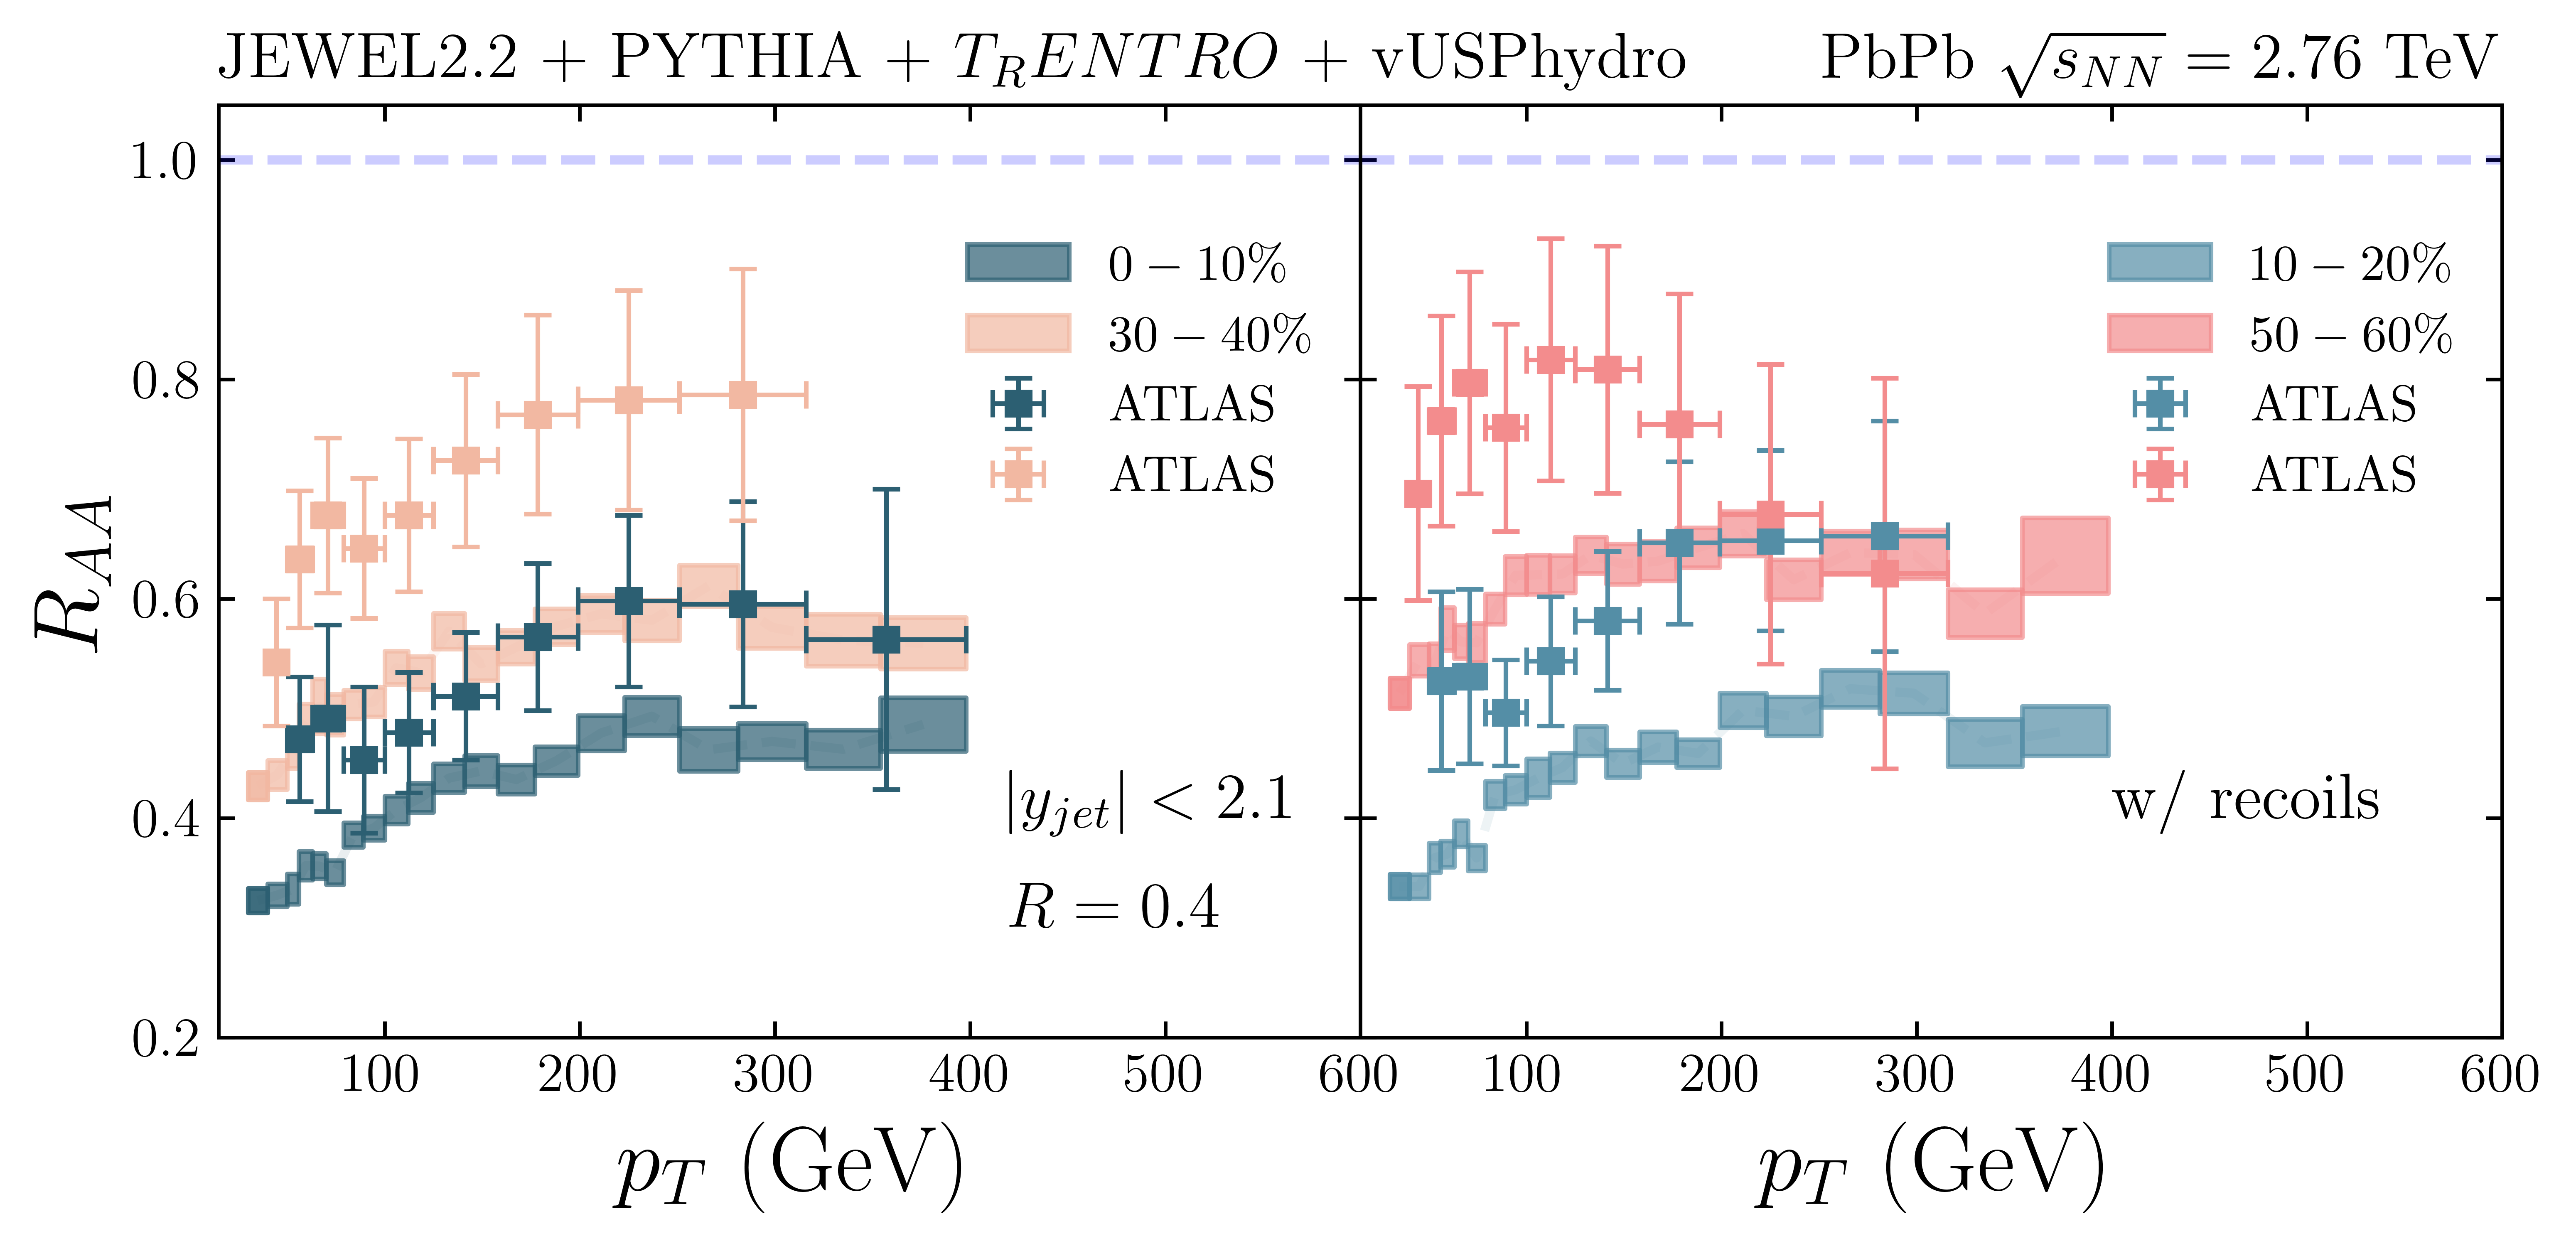 JEWEL2.2 + PYTHIA + T_RENTRO + vUSPhydro PbPb √s_NN = 2.76 TeV
R_AA
1.0
0.8
0.6
0.4
0.2
0 − 10%
30 − 40%
ATLAS
ATLAS
|y_jet| < 2.1
R = 0.4
10 − 20%
50 − 60%
ATLAS
ATLAS
w/ recoils
100 200 300 400 500 600 100 200 300 400 500 600
p_T (GeV) p_T (GeV)